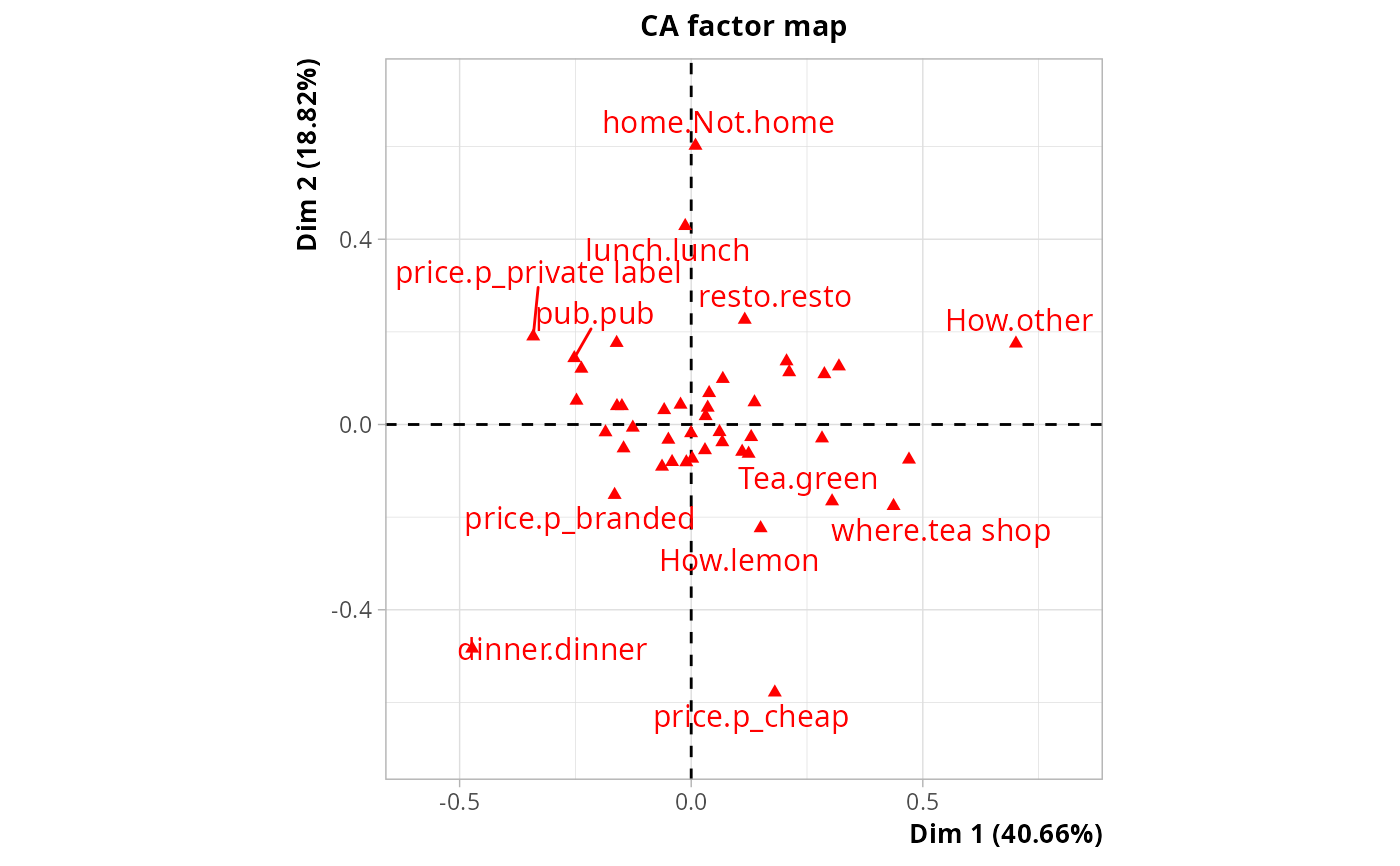 CA factor map
Dim 2 (18.82%)
home.Not.home
0.4
lunch.lunch
price.p_private label
resto.resto
pub.pub
How.other
0.0
Tea.green
price.p_branded
where.tea shop
How.lemon
-0.4
dinner.dinner
price.p_cheap
-0.5
0.0
0.5
Dim 1 (40.66%)